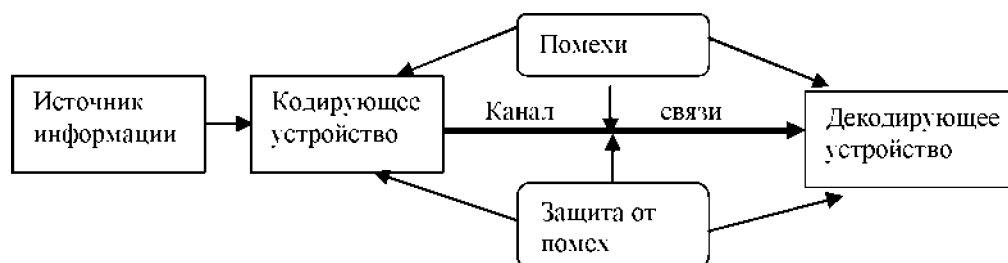 Помехи
Источник
информации
Кодирующее
устройство
Канал связи
Декодирующее
устройство
Защита от
помех